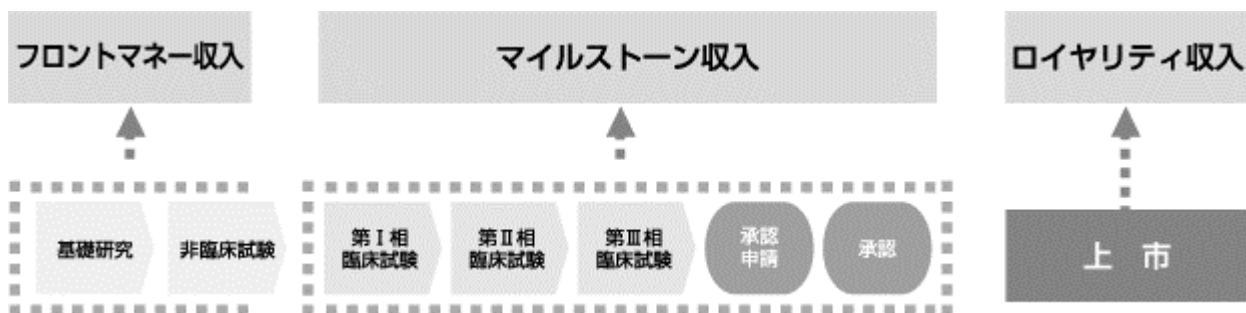 フロントマネー収入
マイルストーン収入
ロイヤリティ収入
基礎研究
非臨床試験
第Ⅰ相
臨床試験
第Ⅱ相
臨床試験
第Ⅲ相
臨床試験
承認
申請
承認
上 市